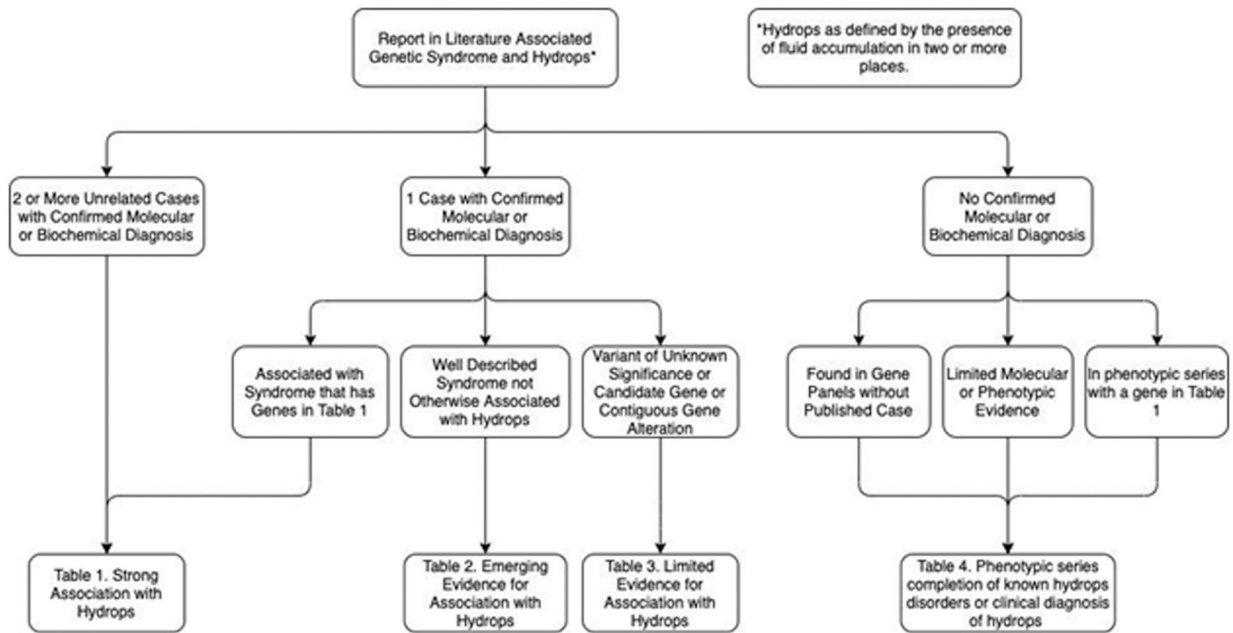 Report in Literature Associated
Genetic Syndrome and Hydrops*
*Hydrops as defined by the presence
of fluid accumulation in two or more
places.
2 or More Unrelated Cases
with Confirmed Molecular
or Biochemical Diagnosis
1 Case with Confirmed
Molecular or
Biochemical Diagnosis
No Confirmed
Molecular or
Biochemical Diagnosis
Associated with
Syndrome that has
Genes in Table 1
Well Described
Syndrome not
Otherwise Associated
with Hydrops
Variant of Unknown
Significance or
Candidate Gene or
Contiguous Gene
Alteration
Found in Gene
Panels without
Published Case
Limited Molecular
or Phenotypic
Evidence
In phenotypic series
with a gene in Table
1
Table 1. Strong
Association with
Hydrops
Table 2. Emerging
Evidence for
Association with
Hydrops
Table 3. Limited
Evidence for
Association with
Hydrops
Table 4. Phenotypic series
completion of known hydrops
disorders or clinical diagnosis
of hydrops